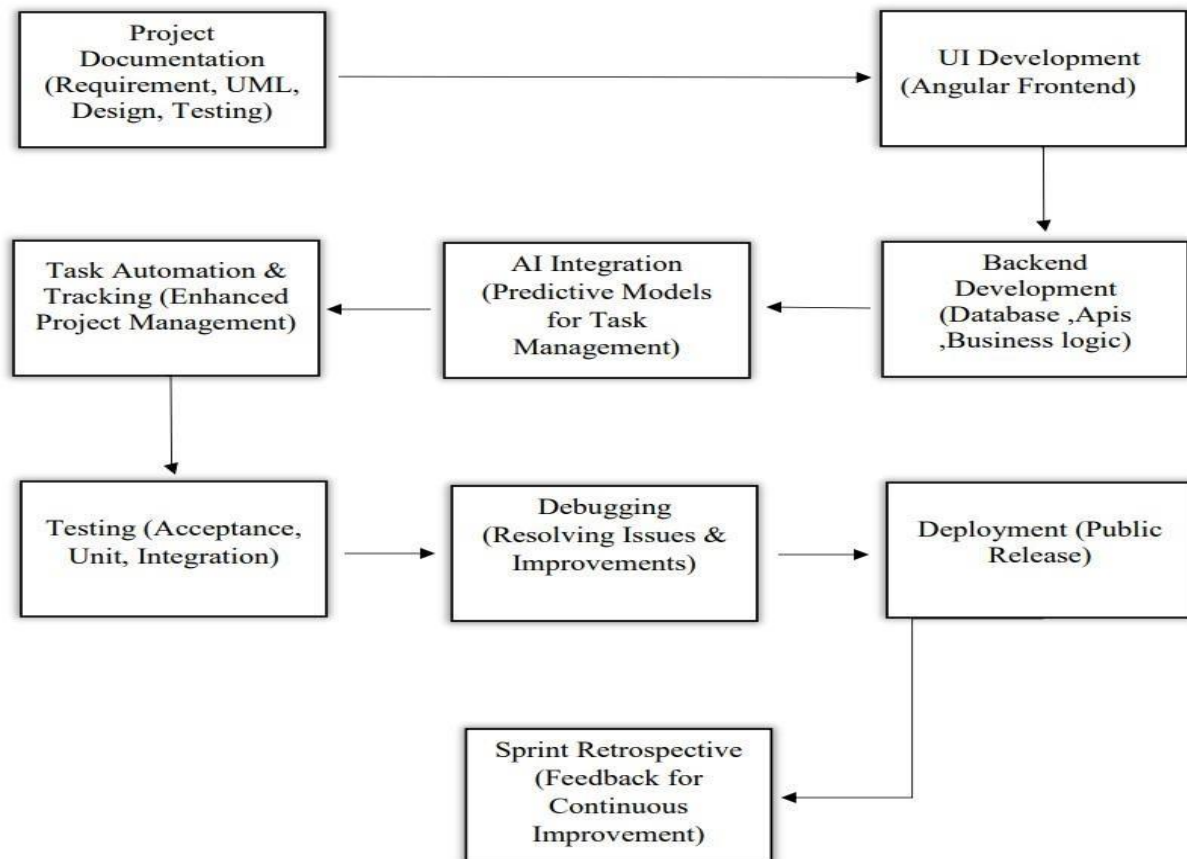 Project
Documentation
(Requirement, UML,
Design, Testing)
UI Development
(Angular Frontend)
Task Automation &
Tracking (Enhanced
Project Management)
AI Integration
(Predictive Models
for Task
Management)
Backend
Development
(Database ,Apis
,Business logic)
Testing (Acceptance,
Unit, Integration)
Debugging
(Resolving Issues &
Improvements)
Deployment (Public
Release)
Sprint Retrospective
(Feedback for
Continuous
Improvement)